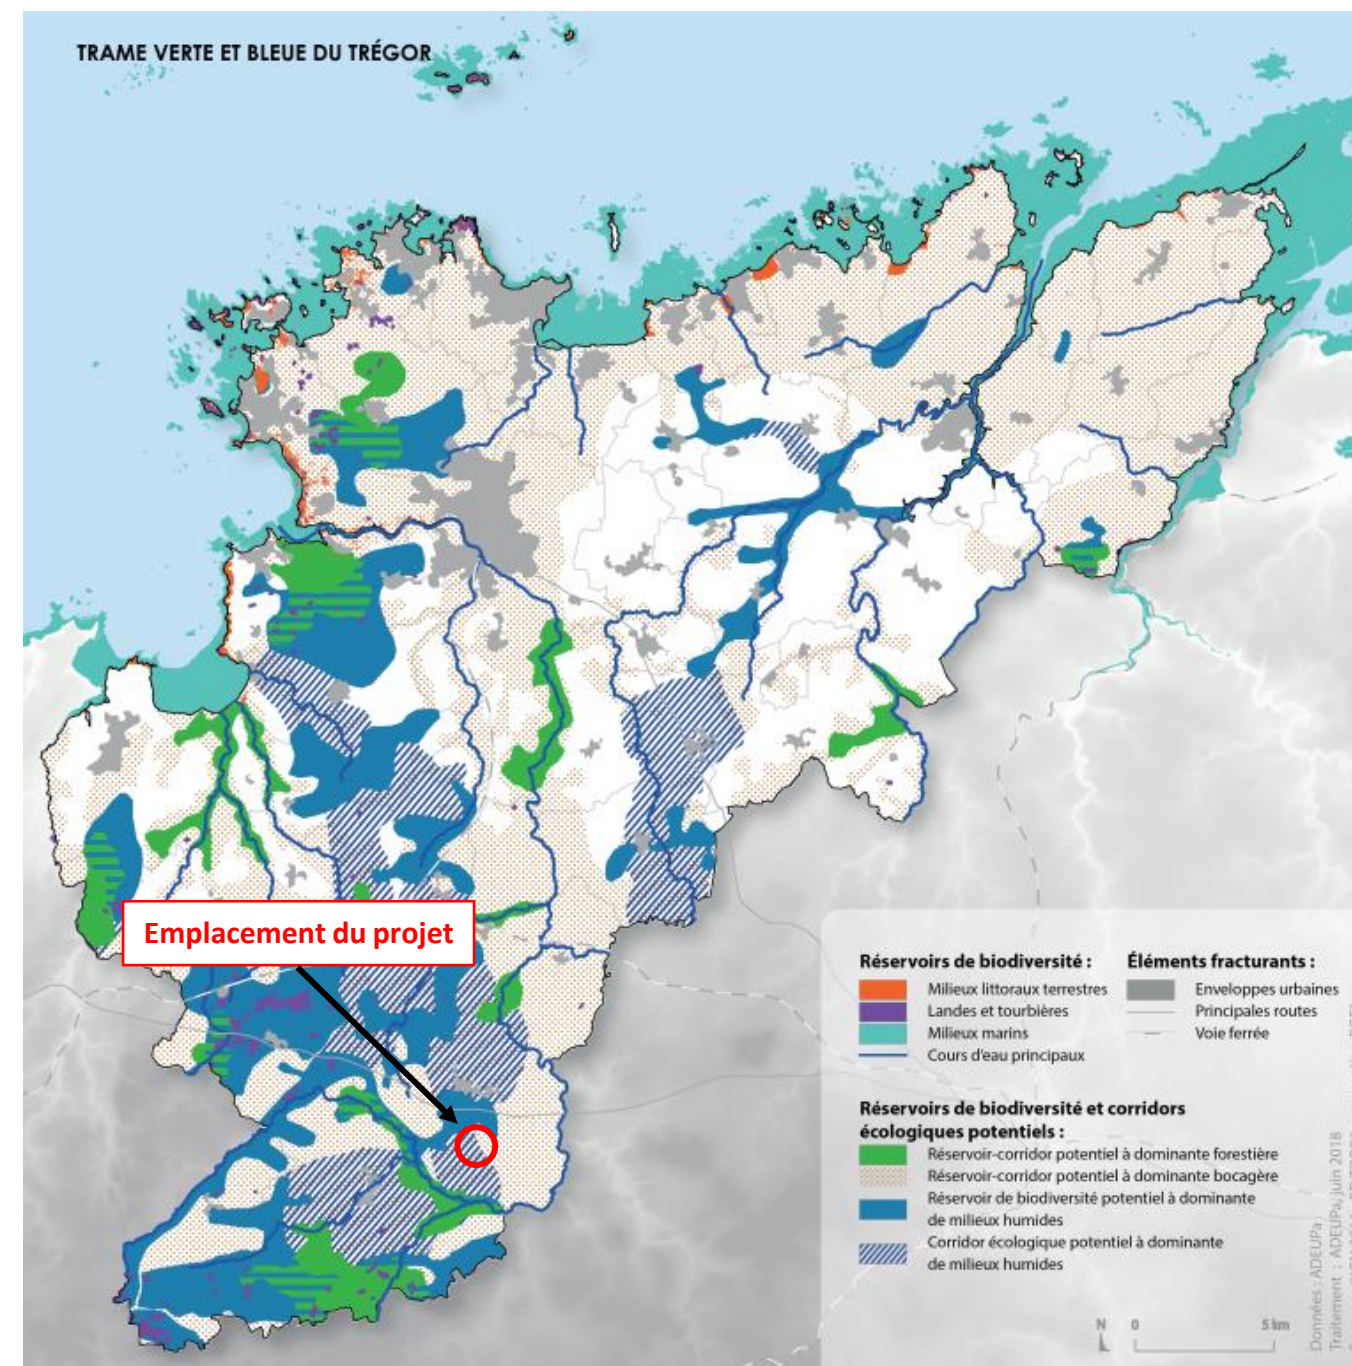 TRAME VERTE ET BLEUE DU TRÉGOR
Emplacement du projet
Réservoirs de biodiversité :
Milieux littoraux terrestres
Landes et tourbières
Milieux marins
Cours d'eau principaux
Éléments fracturants :
Enveloppes urbaines
Principales routes
Voie ferrée
Réservoirs de biodiversité et corridors
écologiques potentiels :
Réservoir-corridor potentiel à dominante forestière
Réservoir-corridor potentiel à dominante bocagère
Réservoir de biodiversité potentiel à dominante
de milieux humides
Corridor écologique potentiel à dominante
de milieux humides
N 0 5 km
Données : ADEUPa ;
Traitement : ADEUPa, juin 2018